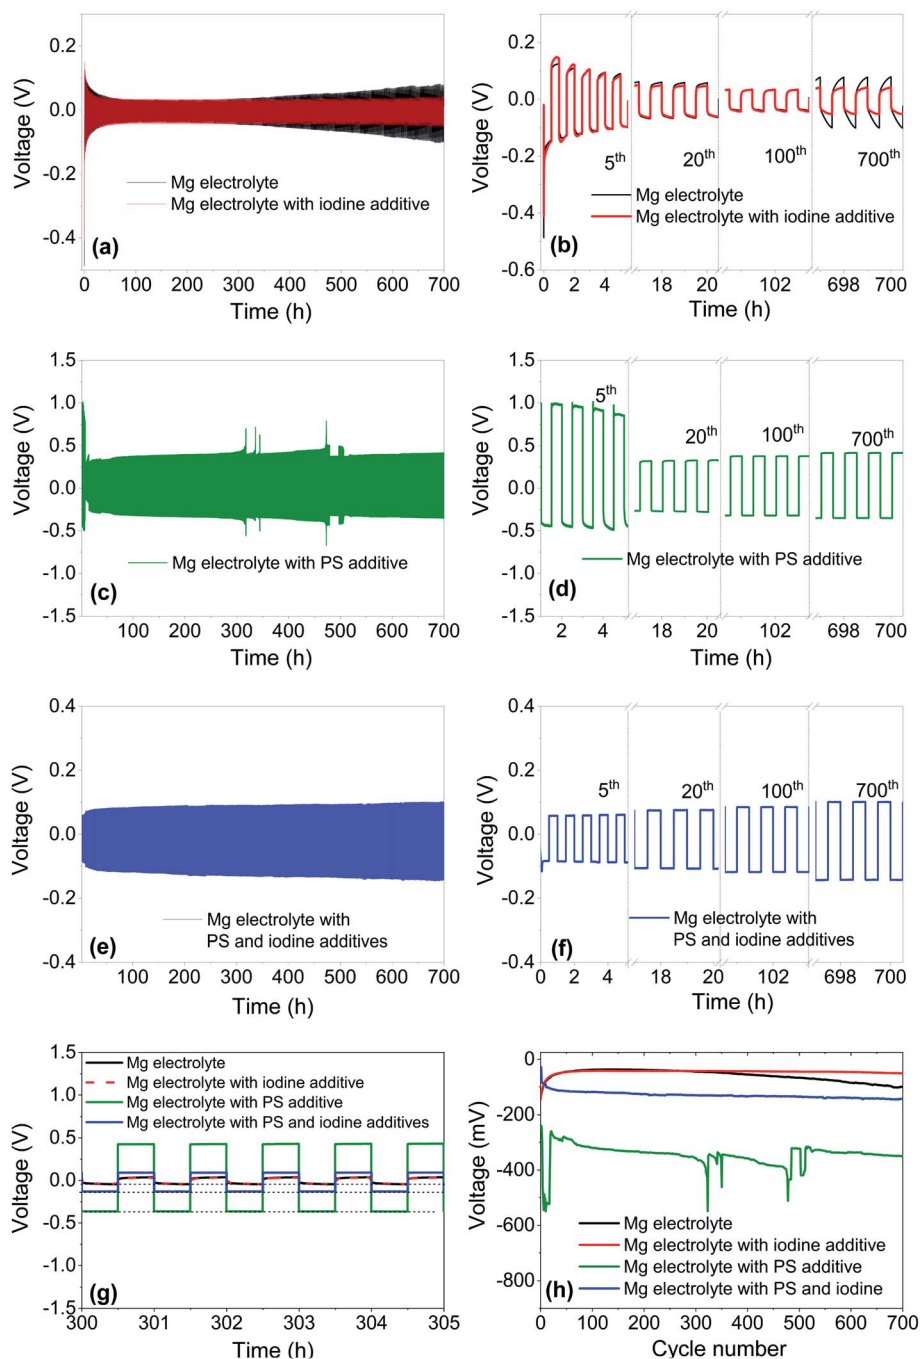 0.2
0.0
-0.2
-0.4
Voltage (V)
Mg electrolyte
Mg electrolyte with iodine additive
(a)
0 100 200 300 400 500 600 700
Time (h)
0.4
0.2
0.0
-0.2
-0.4
-0.6
Voltage (V)
5th 20th 100th 700th
Mg electrolyte
Mg electrolyte with iodine additive
(b)
0 2 4 18 20 102 698 700
Time (h)
1.5
1.0
0.5
0.0
-0.5
-1.0
-1.5
Voltage (V)
Mg electrolyte with PS additive
(c)
100 200 300 400 500 600 700
Time (h)
1.5
1.0
0.5
0.0
-0.5
-1.0
-1.5
Voltage (V)
5th 20th 100th 700th
Mg electrolyte with PS additive
(d)
2 4 18 20 102 698 700
Time (h)
0.4
0.2
0.0
-0.2
-0.4
Voltage (V)
Mg electrolyte with
PS and iodine additives
(e)
100 200 300 400 500 600 700
Time (h)
0.4
0.2
0.0
-0.2
-0.4
Voltage (V)
5th 20th 100th 700th
Mg electrolyte with
PS and iodine additives
(f)
0 2 4 18 20 102 698 700
Time (h)
1.5
1.0
0.5
0.0
-0.5
-1.0
-1.5
Voltage (V)
Mg electrolyte
Mg electrolyte with iodine additive
Mg electrolyte with PS additive
Mg electrolyte with PS and iodine additives
(g)
300 301 302 303 304 305
Time (h)
0
-200
-400
-600
-800
Voltage (mV)
Mg electrolyte
Mg electrolyte with iodine additive
Mg electrolyte with PS additive
Mg electrolyte with PS and iodine
(h)
0 100 200 300 400 500 600 700
Cycle number